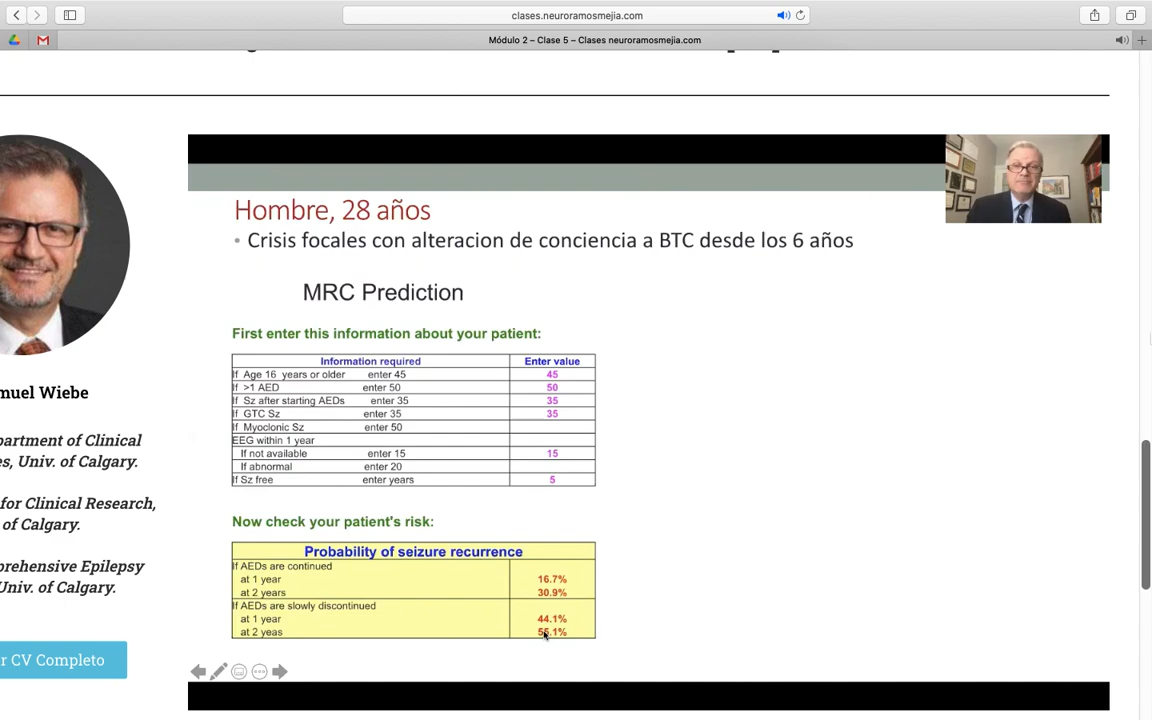 clases.neuroramosmejia.com
Módulo 2 – Clase 5 – Clases neuroramosmejia.com
Hombre, 28 años
• Crisis focales con alteracion de conciencia a BTC desde los 6 años
MRC Prediction
First enter this information about your patient:
Information required Enter value
If Age 16 years or older enter 45 45
If >1 AED enter 50 50
If Sz after starting AEDs enter 35 35
If GTC Sz enter 35 35
If Myoclonic Sz enter 50
EEG within 1 year
If not available enter 15 15
If abnormal enter 20
If Sz free enter years 5
Now check your patient's risk:
Probability of seizure recurrence
If AEDs are continued
at 1 year 16.7%
at 2 years 30.9%
If AEDs are slowly discontinued
at 1 year 44.1%
at 2 yeas
muel Wiebe
partment of Clinical
es, Univ. of Calgary.
for Clinical Research,
of Calgary.
prehensive Epilepsy
Univ. of Calgary.
r CV Completo